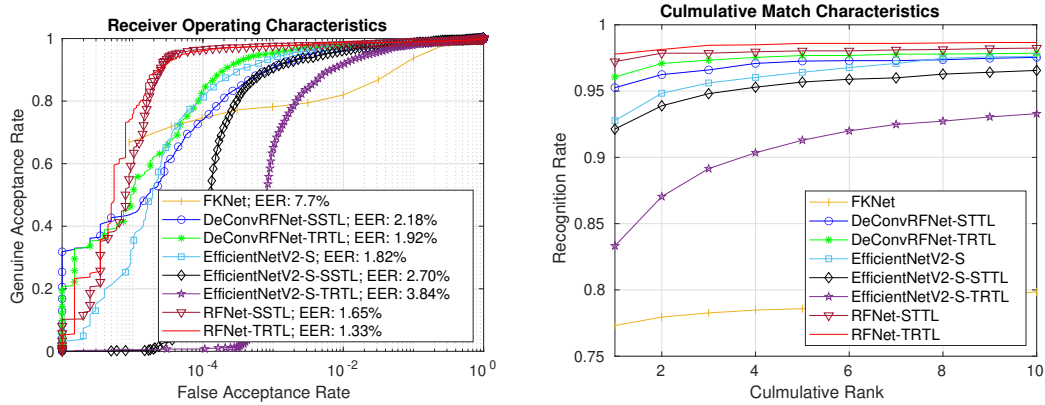 Receiver Operating Characteristics
1
0.8
0.6
0.4
0.2
0
Genuine Acceptance Rate
FKNet; EER: 7.7%
DeConvRFNet-SSTL; EER: 2.18%
DeConvRFNet-TRTL; EER: 1.92%
EfficientNetV2-S; EER: 1.82%
EfficientNetV2-S-SSTL; EER: 2.70%
EfficientNetV2-S-TRTL; EER: 3.84%
RFNet-SSTL; EER: 1.65%
RFNet-TRTL; EER: 1.33%
10⁻⁴
10⁻²
10⁰
False Acceptance Rate
Culmulative Match Characteristics
1
0.95
0.9
0.85
0.8
0.75
Recognition Rate
FKNet
DeConvRFNet-STTL
DeConvRFNet-TRTL
EfficientNetV2-S
EfficientNetV2-S-STTL
EfficientNetV2-S-TRTL
RFNet-STTL
RFNet-TRTL
2
4
6
8
10
Culmulative Rank